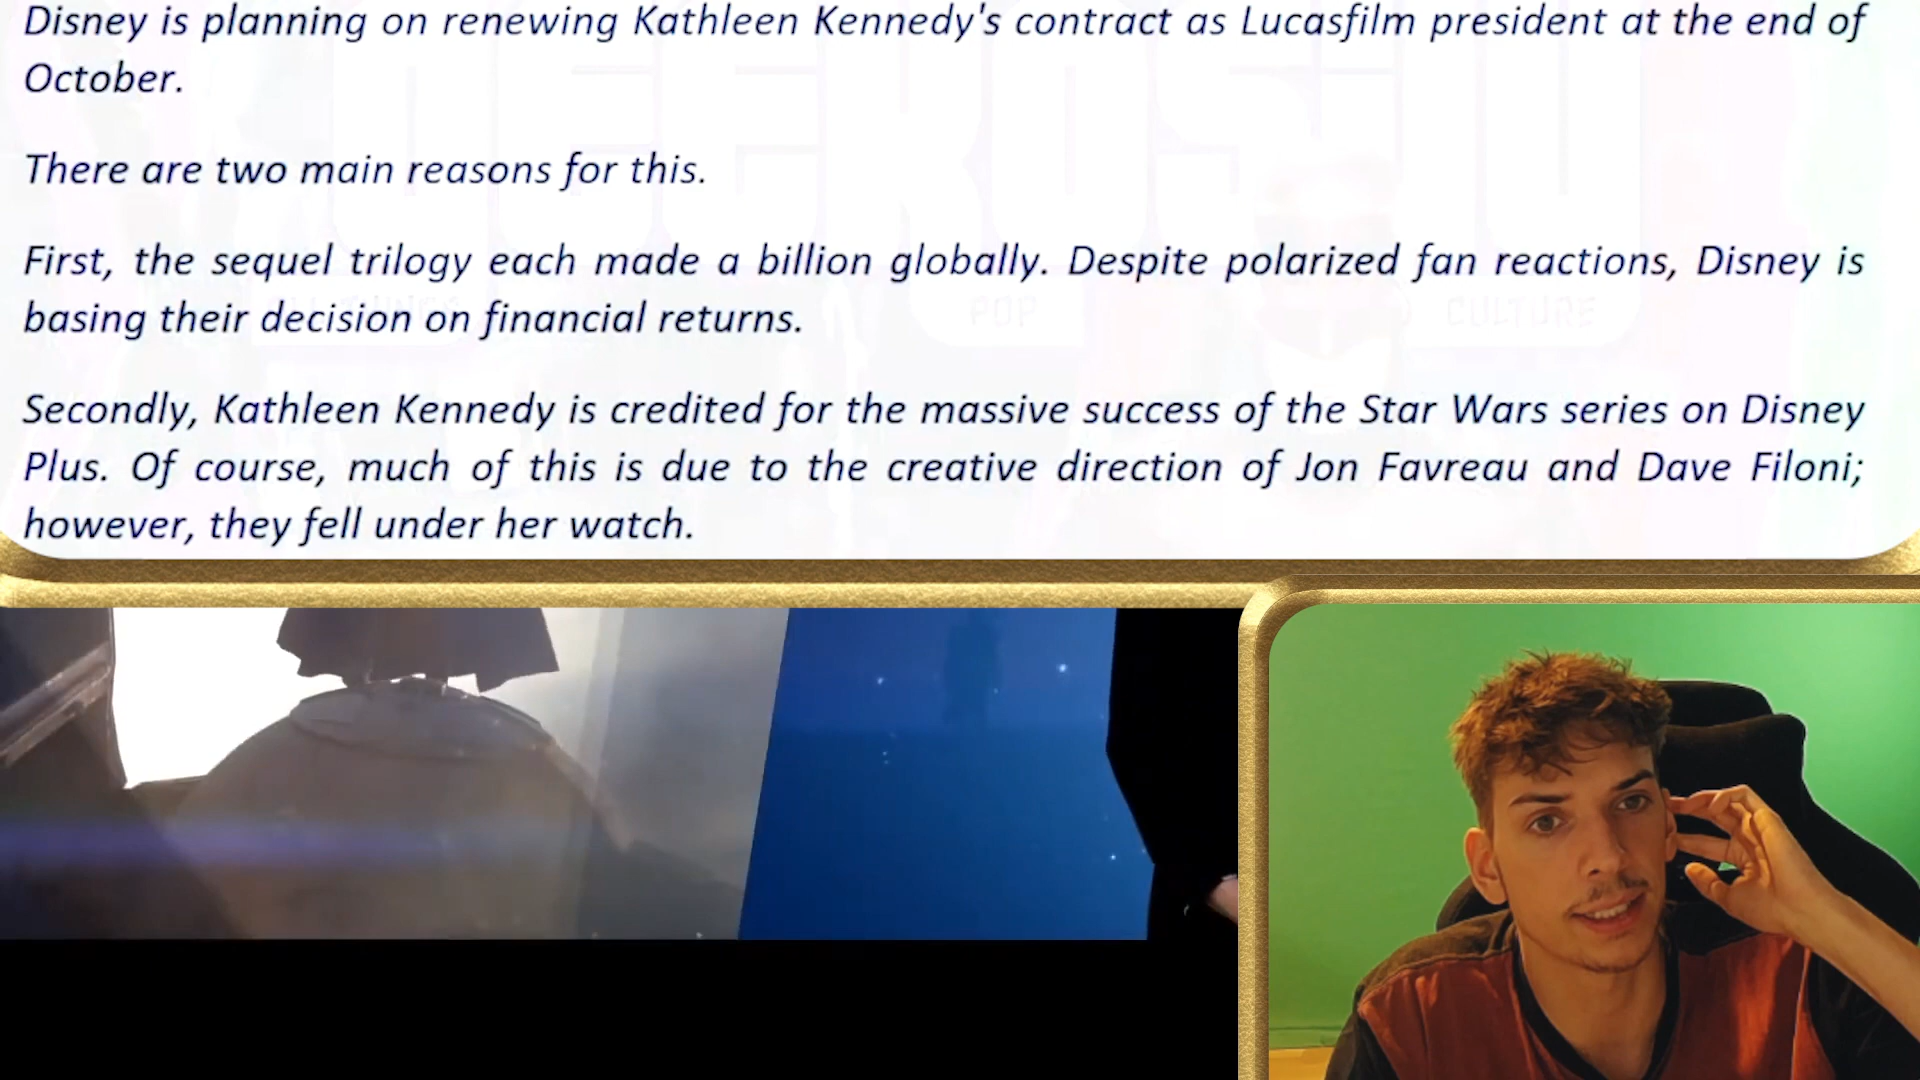 Disney is planning on renewing Kathleen Kennedy's contract as Lucasfilm president at the end of
October.
There are two main reasons for this.
First, the sequel trilogy each made a billion globally. Despite polarized fan reactions, Disney is
basing their decision on financial returns.
POP
CULTURE
Secondly, Kathleen Kennedy is credited for the massive success of the Star Wars series on Disney
Plus. Of course, much of this is due to the creative direction of Jon Favreau and Dave Filoni;
however, they fell under her watch.